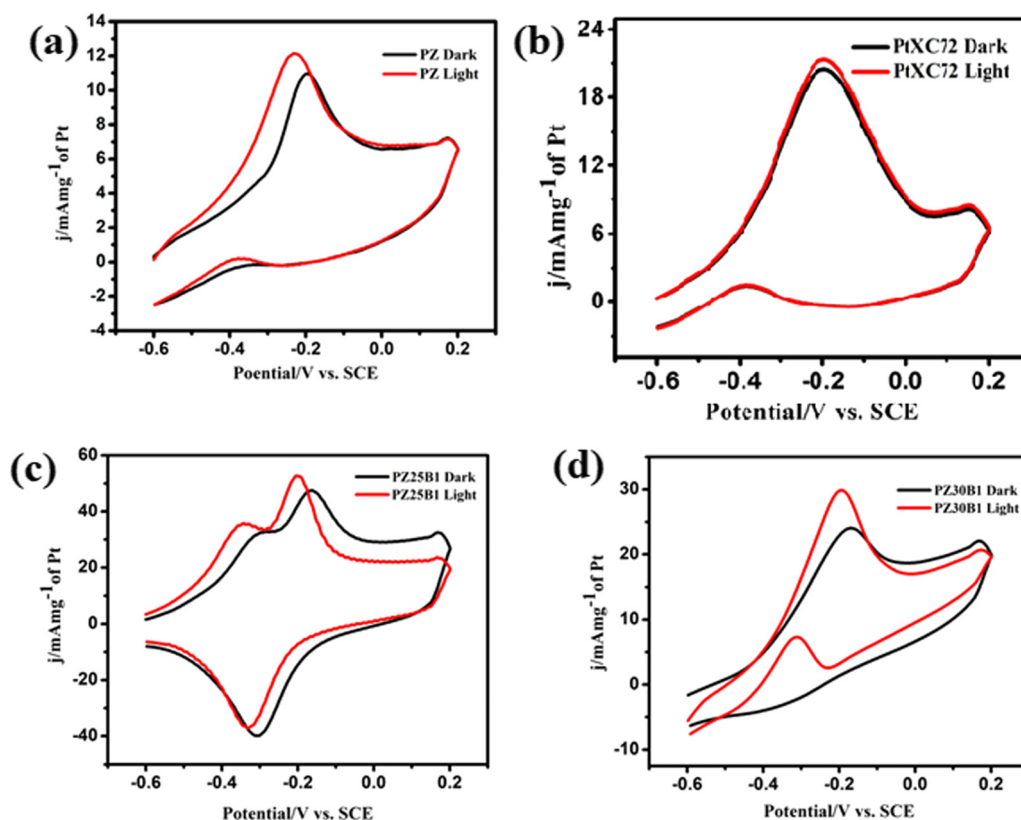 (a)
PZ Dark
PZ Light
j/mAmg-1of Pt
14
12
10
8
6
4
2
0
-2
-4
-0.6
-0.4
-0.2
0.0
0.2
Poential/V vs. SCE
(b)
PtXC72 Dark
PtXC72 Light
j/mAmg-1 of Pt
24
18
12
6
0
-0.6
-0.4
-0.2
0.0
0.2
Potential/V vs. SCE
(c)
PZ25B1 Dark
PZ25B1 Light
j/mAmg-1of Pt
60
40
20
0
-20
-40
-0.6
-0.4
-0.2
0.0
0.2
Potential/V vs. SCE
(d)
PZ30B1 Dark
PZ30B1 Light
j/mAmg-1of Pt
30
20
10
0
-10
-0.6
-0.4
-0.2
0.0
0.2
Potential/V vs. SCE